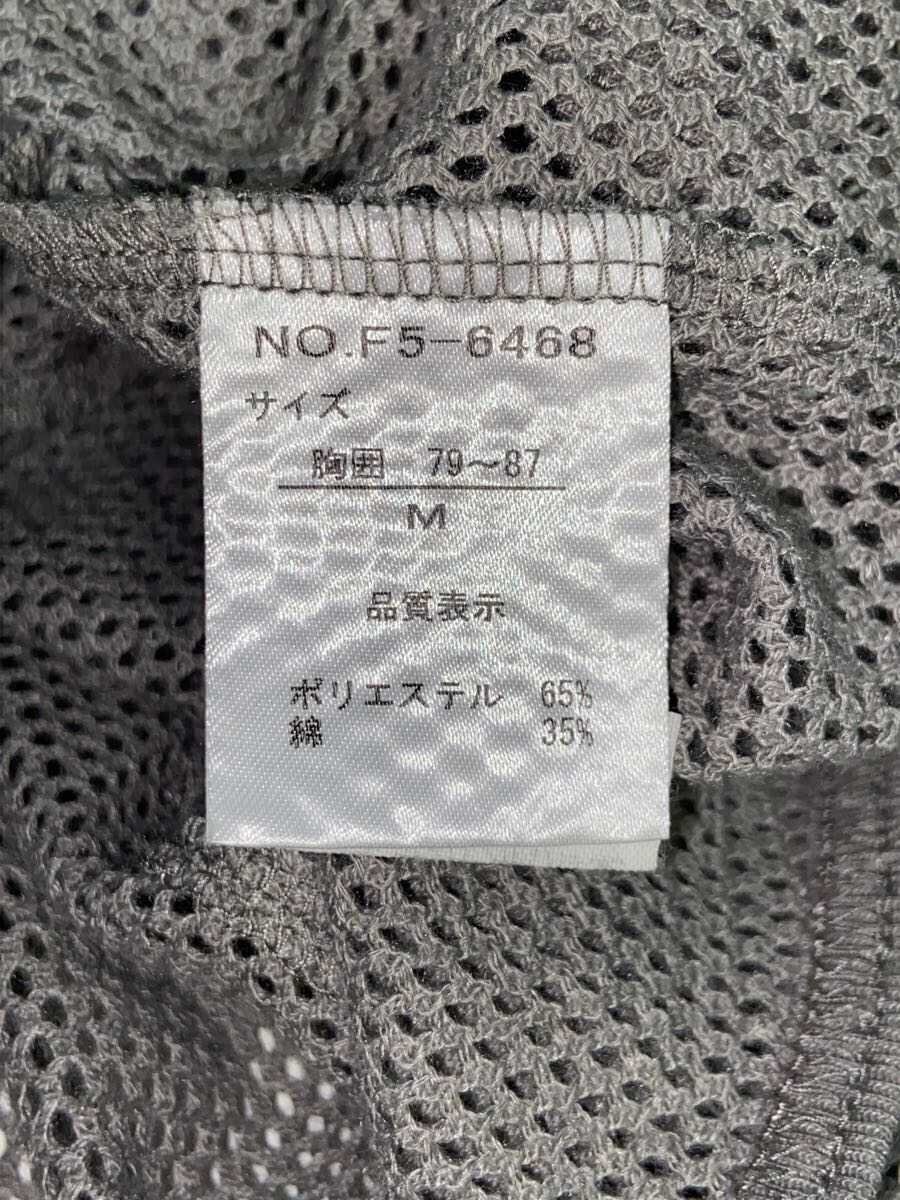 NO.F5-6468
サイズ
胸囲 79~87
M
品質表示
ポリエステル 65%
綿 35%